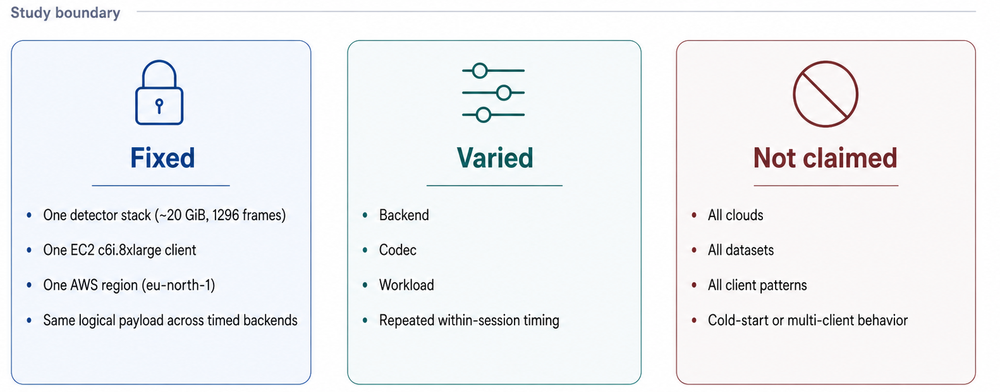 Study boundary
Fixed
• One detector stack (~20 GiB, 1296 frames)
• One EC2 c6i.8xlarge client
• One AWS region (eu-north-1)
• Same logical payload across timed backends
Varied
• Backend
• Codec
• Workload
• Repeated within-session timing
Not claimed
• All clouds
• All datasets
• All client patterns
• Cold-start or multi-client behavior